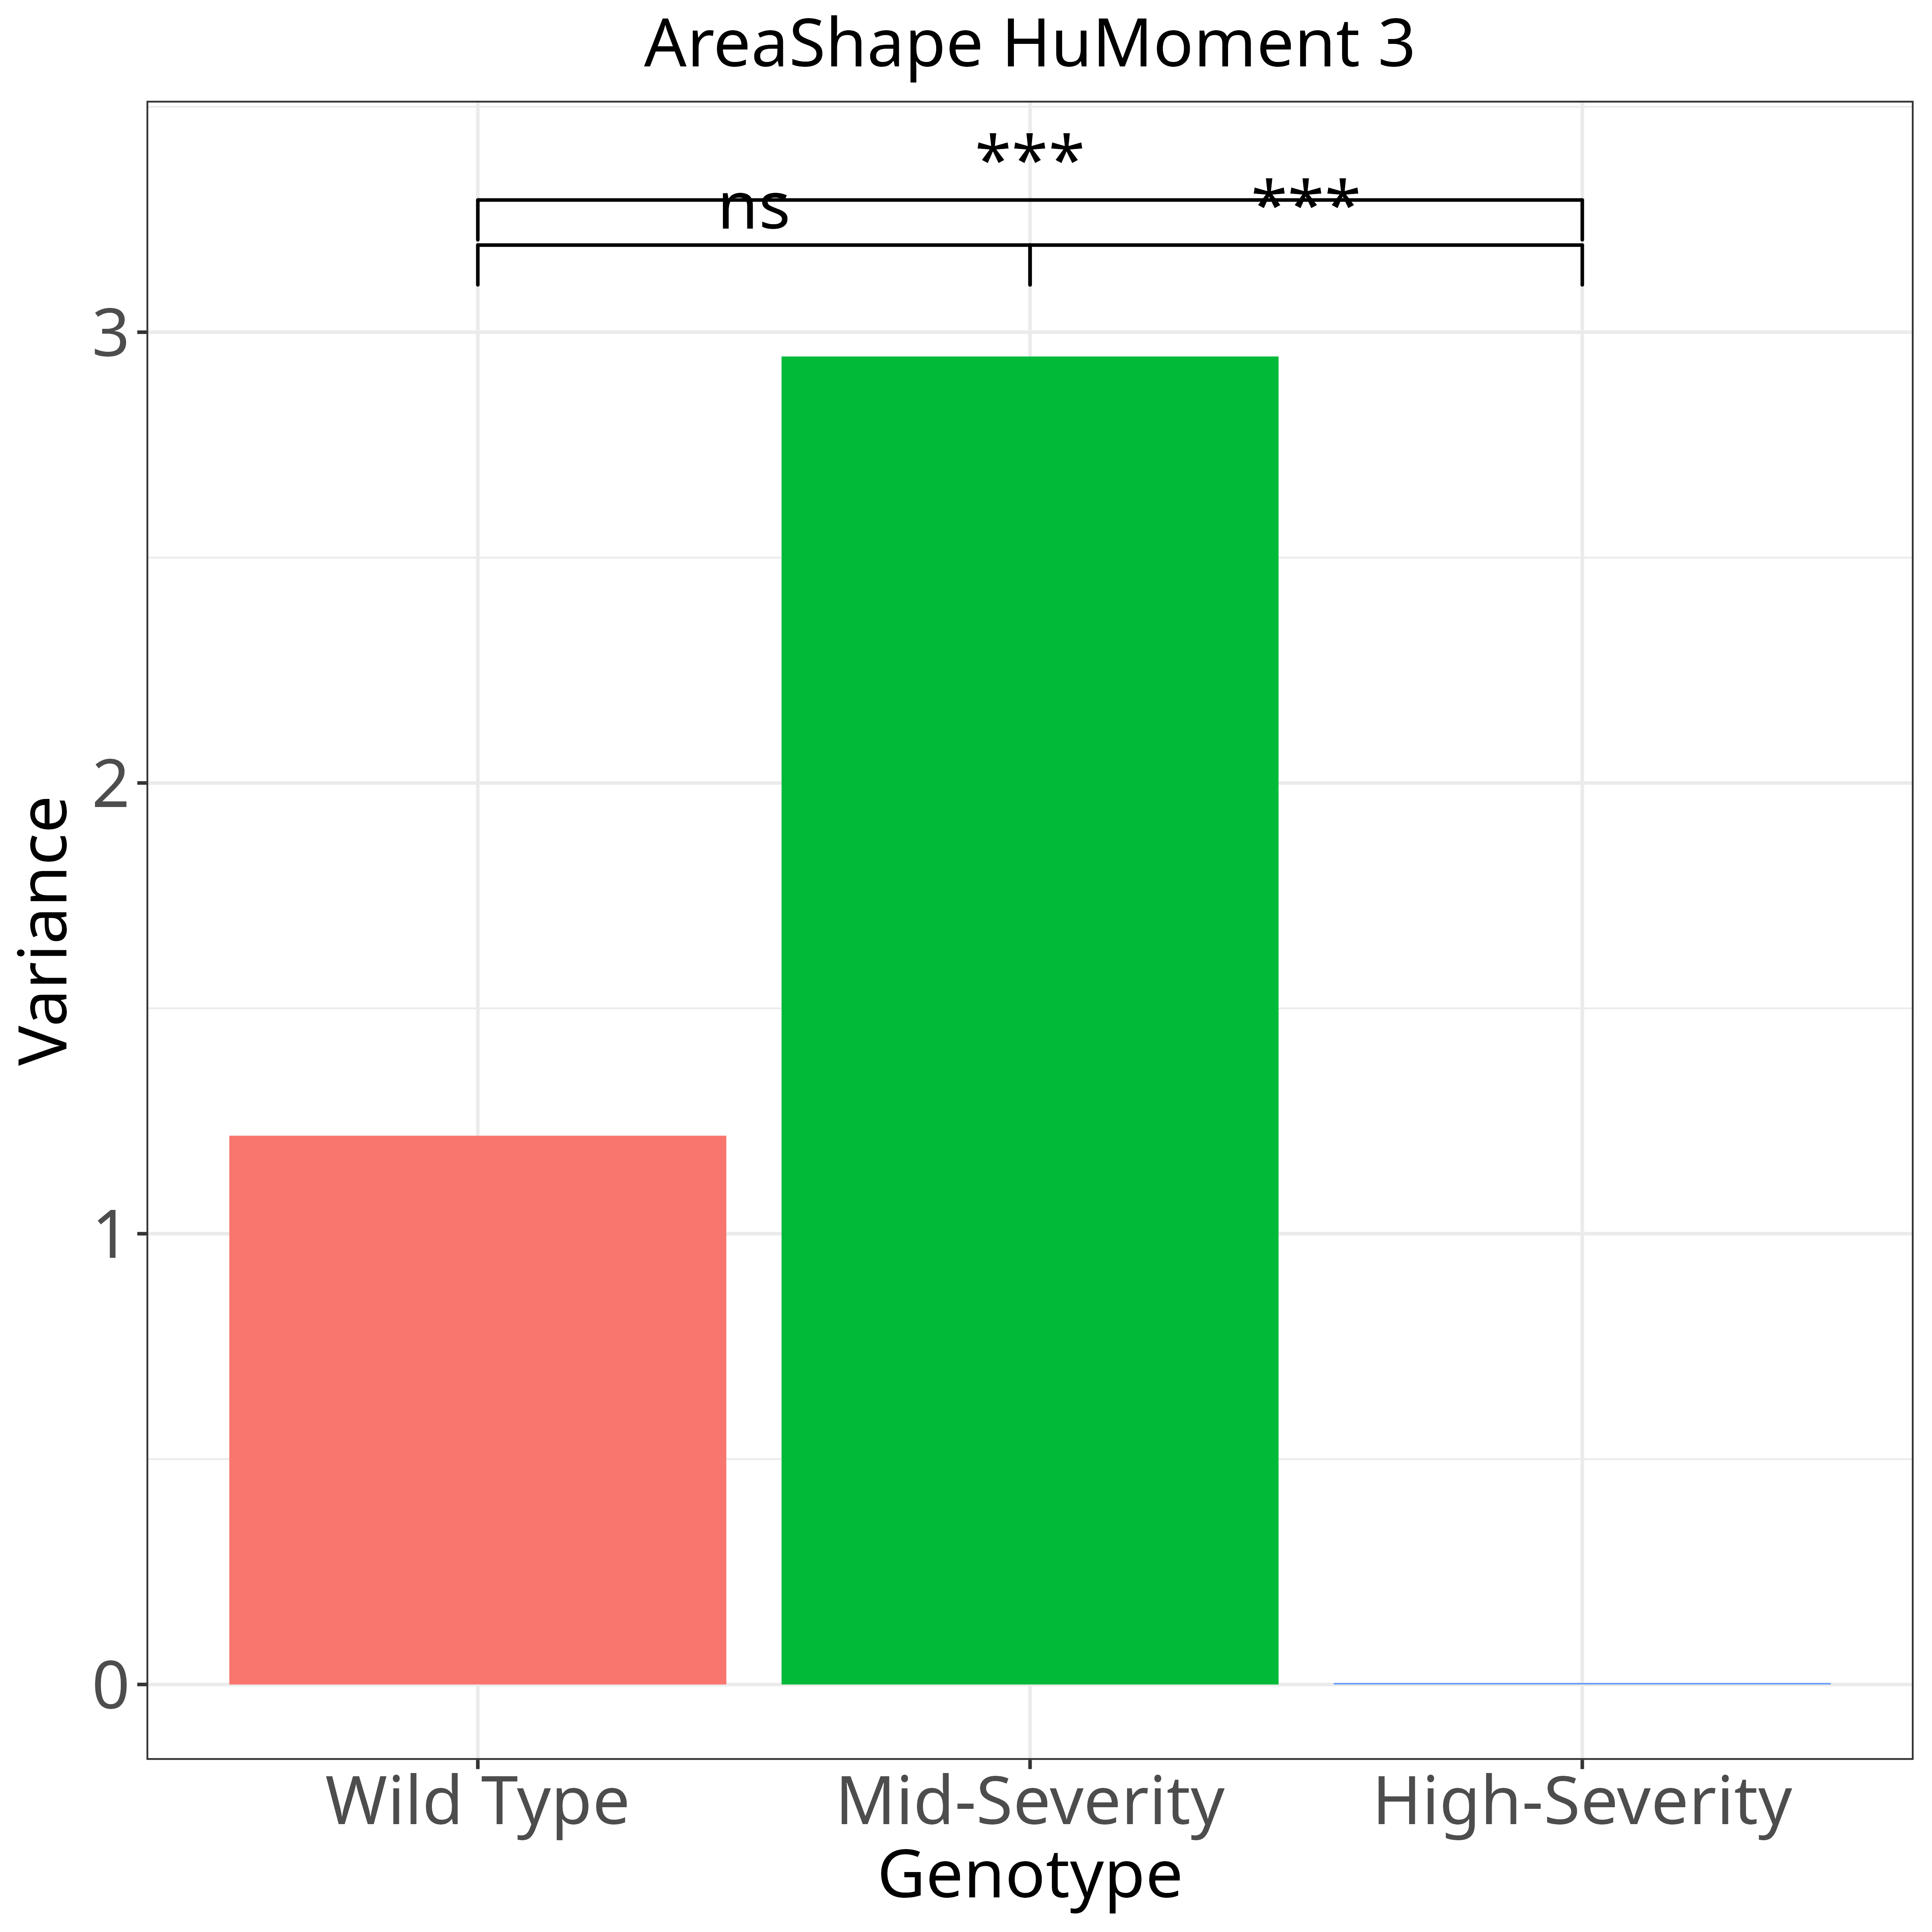 AreaShape HuMoment 3
***
ns ***
3
2
1
0
Variance
Wild Type Mid-Severity High-Severity
Genotype